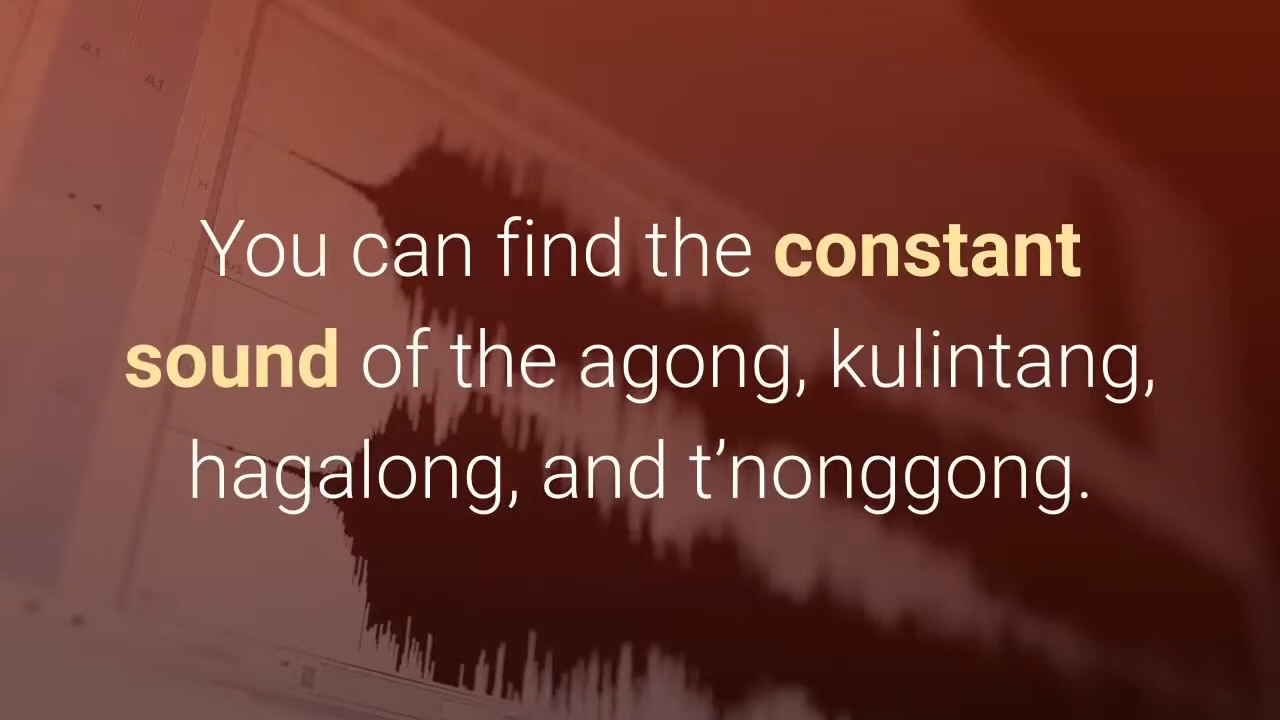 You can find the constant
sound of the agong, kulintang,
hagalong, and t’nonggong.